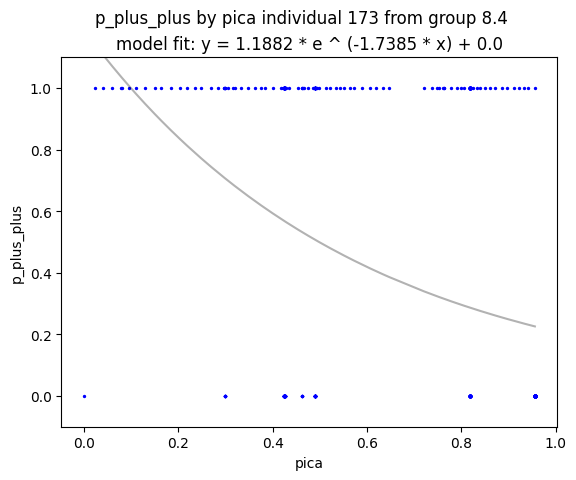 p_plus_plus by pica individual 173 from group 8.4
model fit: y = 1.1882 * e ^ (-1.7385 * x) + 0.0
1.0
0.8
0.6
0.4
0.2
0.0
p_plus_plus
0.0 0.2 0.4 0.6 0.8 1.0
pica